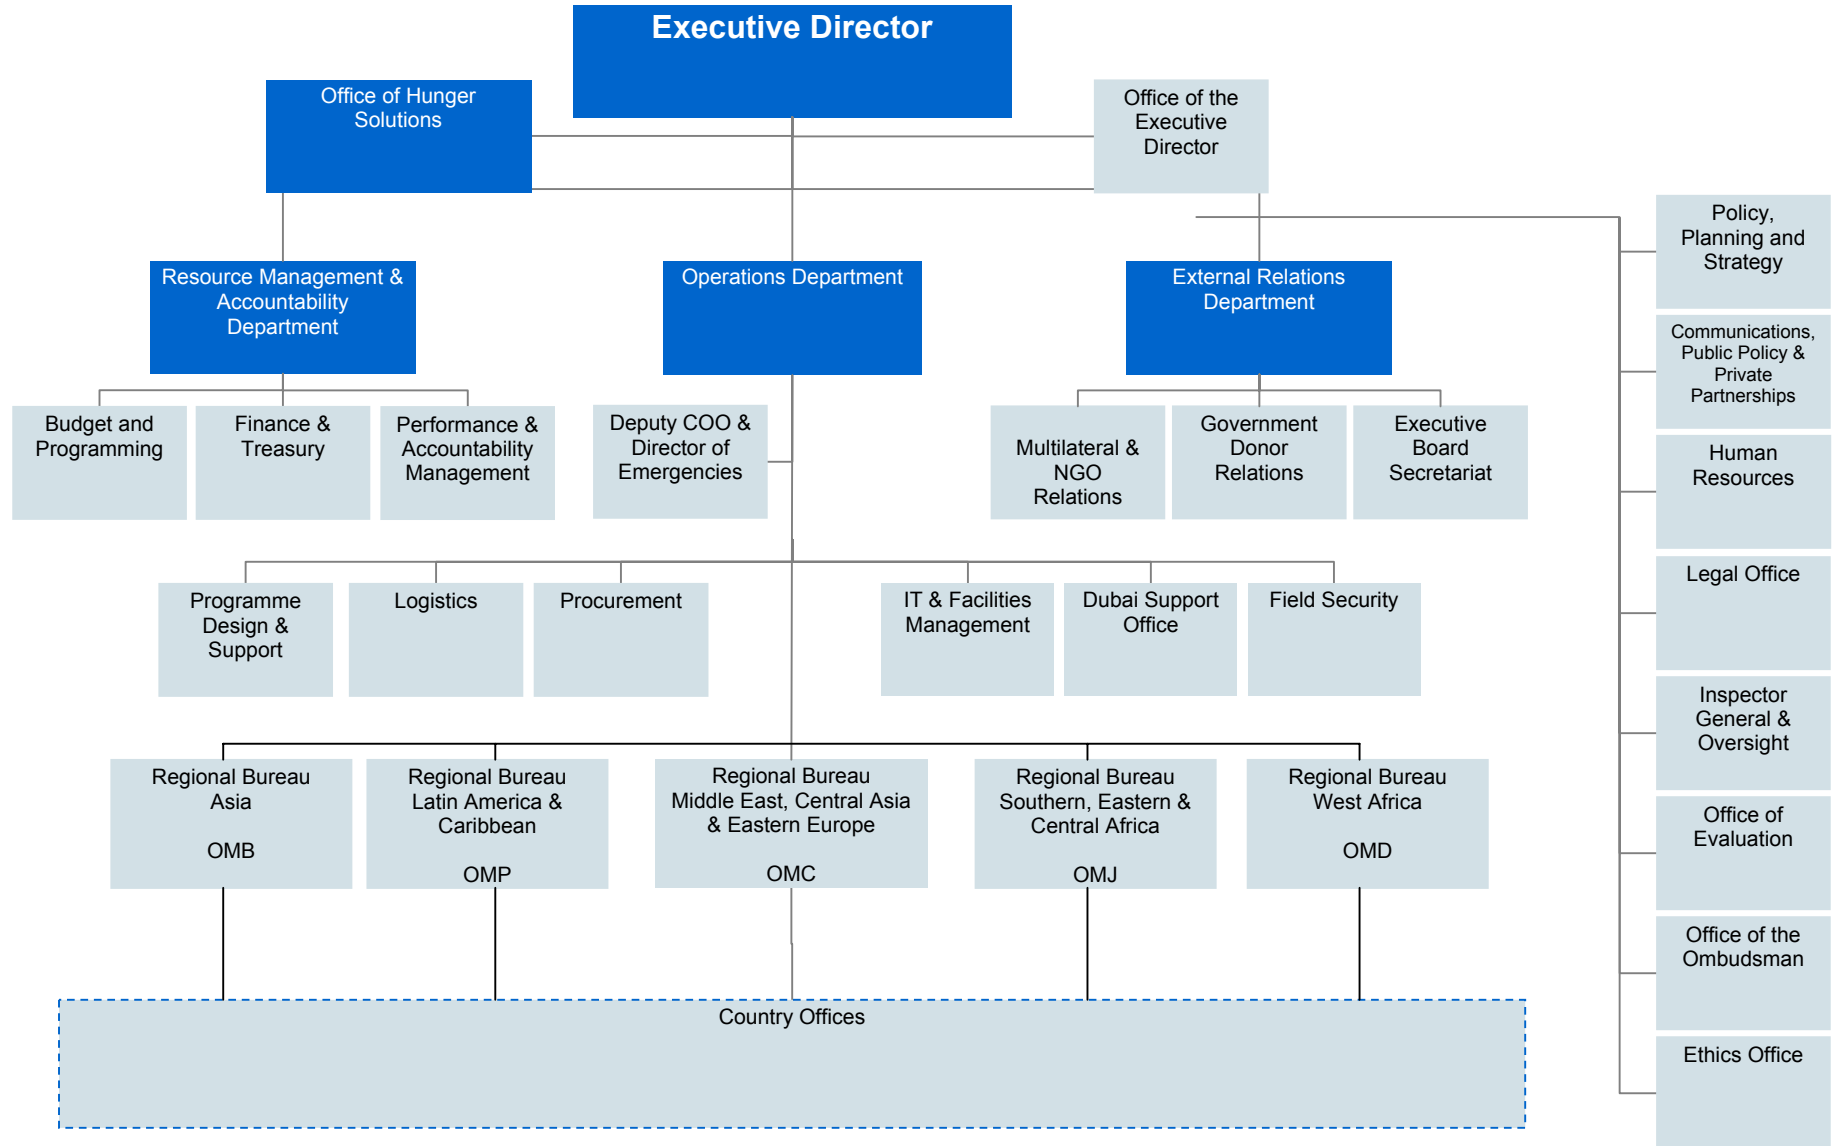 Executive Director
Office of Hunger
Solutions
Office of the
Executive
Director
Resource Management &
Accountability
Department
Operations Department
External Relations
Department
Budget and
Programming
Finance &
Treasury
Performance &
Accountability
Management
Deputy COO &
Director of
Emergencies
Multilateral &
NGO
Relations
Government
Donor
Relations
Executive
Board
Secretariat
Programme
Design &
Support
Logistics
Procurement
IT & Facilities
Management
Dubai Support
Office
Field Security
Regional Bureau
Asia
OMB
Regional Bureau
Latin America &
Caribbean
OMP
Regional Bureau
Middle East, Central Asia
& Eastern Europe
OMC
Regional Bureau
Southern, Eastern &
Central Africa
OMJ
Regional Bureau
West Africa
OMD
Country Offices
Policy,
Planning and
Strategy
Communications,
Public Policy &
Private
Partnerships
Human
Resources
Legal Office
Inspector
General &
Oversight
Office of
Evaluation
Office of the
Ombudsman
Ethics Office